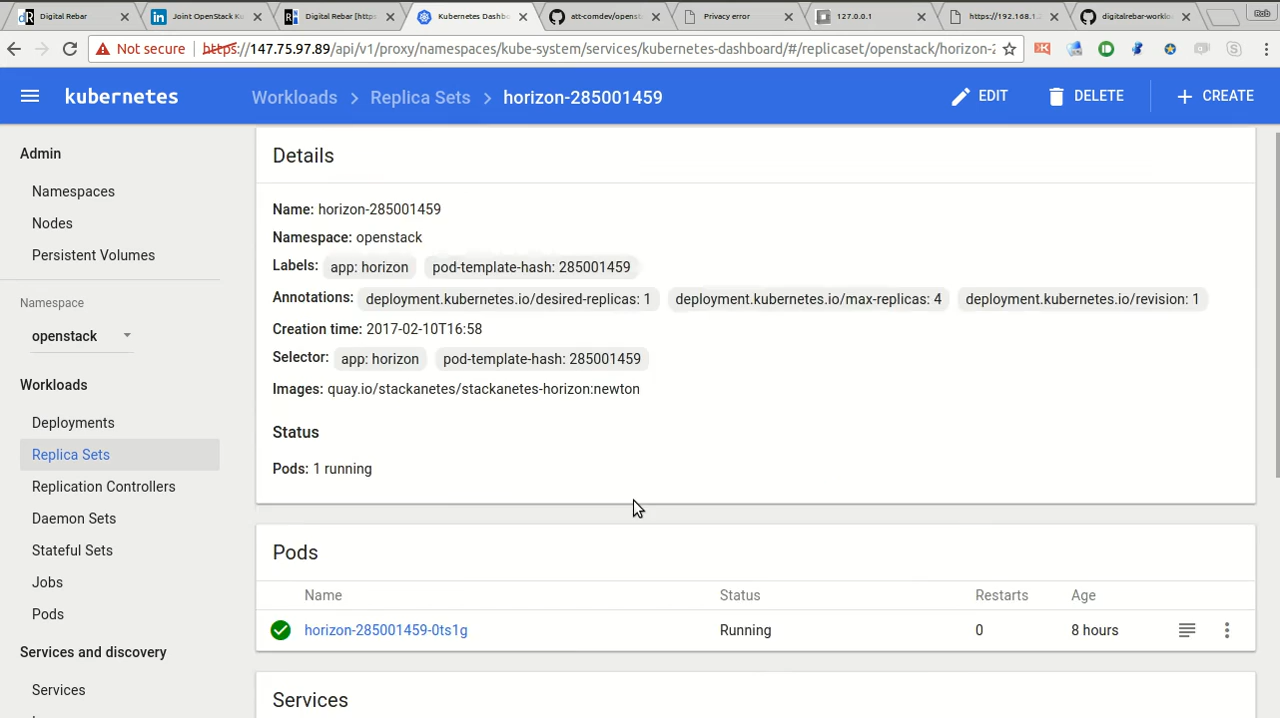 Digital Rebar
Joint OpenStack Ku
Digital Rebar [https
Kubernetes Dashbo
att-comdev/openst
Privacy error
127.0.0.1
https://192.168.1.
digitalrebar-worklo
Rob
Not secure
https://147.75.97.89/api/v1/proxy/namespaces/kube-system/services/kubernetes-dashboard/#/replicaset/openstack/horizon-2
kubernetes
Workloads > Replica Sets > horizon-285001459
EDIT
DELETE
+ CREATE
Admin
Namespaces
Nodes
Persistent Volumes
Namespace
openstack
Workloads
Deployments
Replica Sets
Replication Controllers
Daemon Sets
Stateful Sets
Jobs
Pods
Services and discovery
Services
Details
Name: horizon-285001459
Namespace: openstack
Labels: app: horizon pod-template-hash: 285001459
Annotations: deployment.kubernetes.io/desired-replicas: 1 deployment.kubernetes.io/max-replicas: 4 deployment.kubernetes.io/revision: 1
Creation time: 2017-02-10T16:58
Selector: app: horizon pod-template-hash: 285001459
Images: quay.io/stackanetes/stackanetes-horizon:newton
Status
Pods: 1 running
Pods
Name Status Restarts Age
horizon-285001459-0ts1g Running 0 8 hours
Services